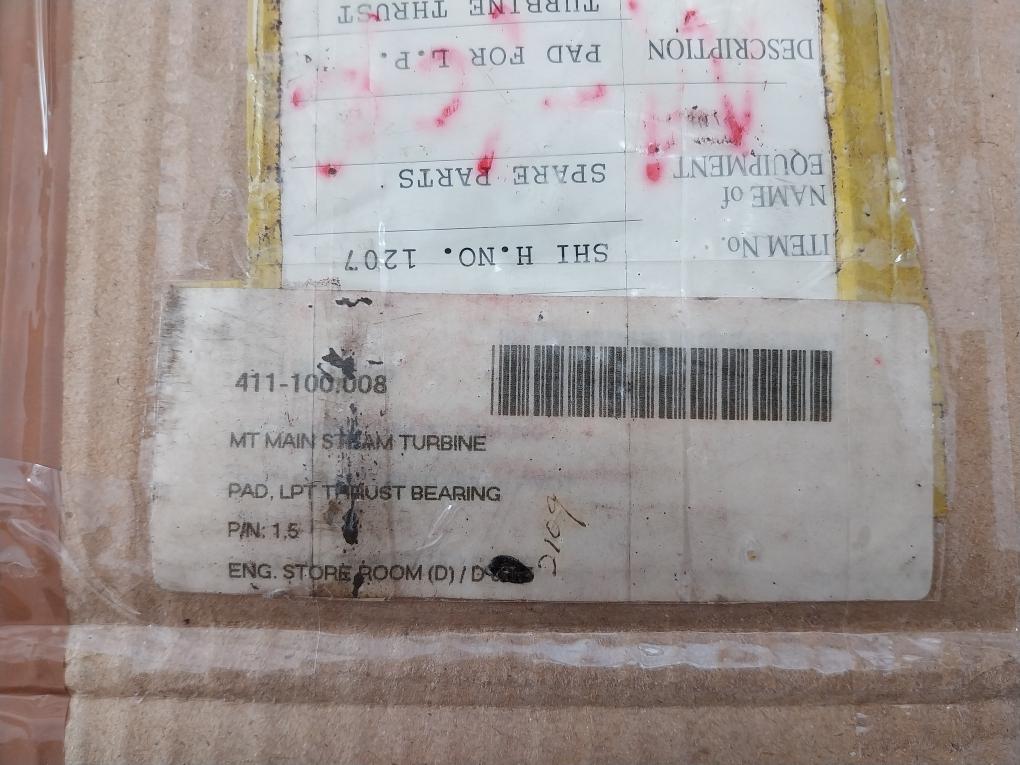 ITEM No. SHI H.NO. 1207
NAME of EQUIPMENT SPARE PARTS
DESCRIPTION PAD FOR L.P.
TURBINE THRUST
411-100.008
MT MAIN STEAM TURBINE
PAD, LPT THRUST BEARING
P/N: 1,5
ENG. STORE ROOM (D) / D
D109